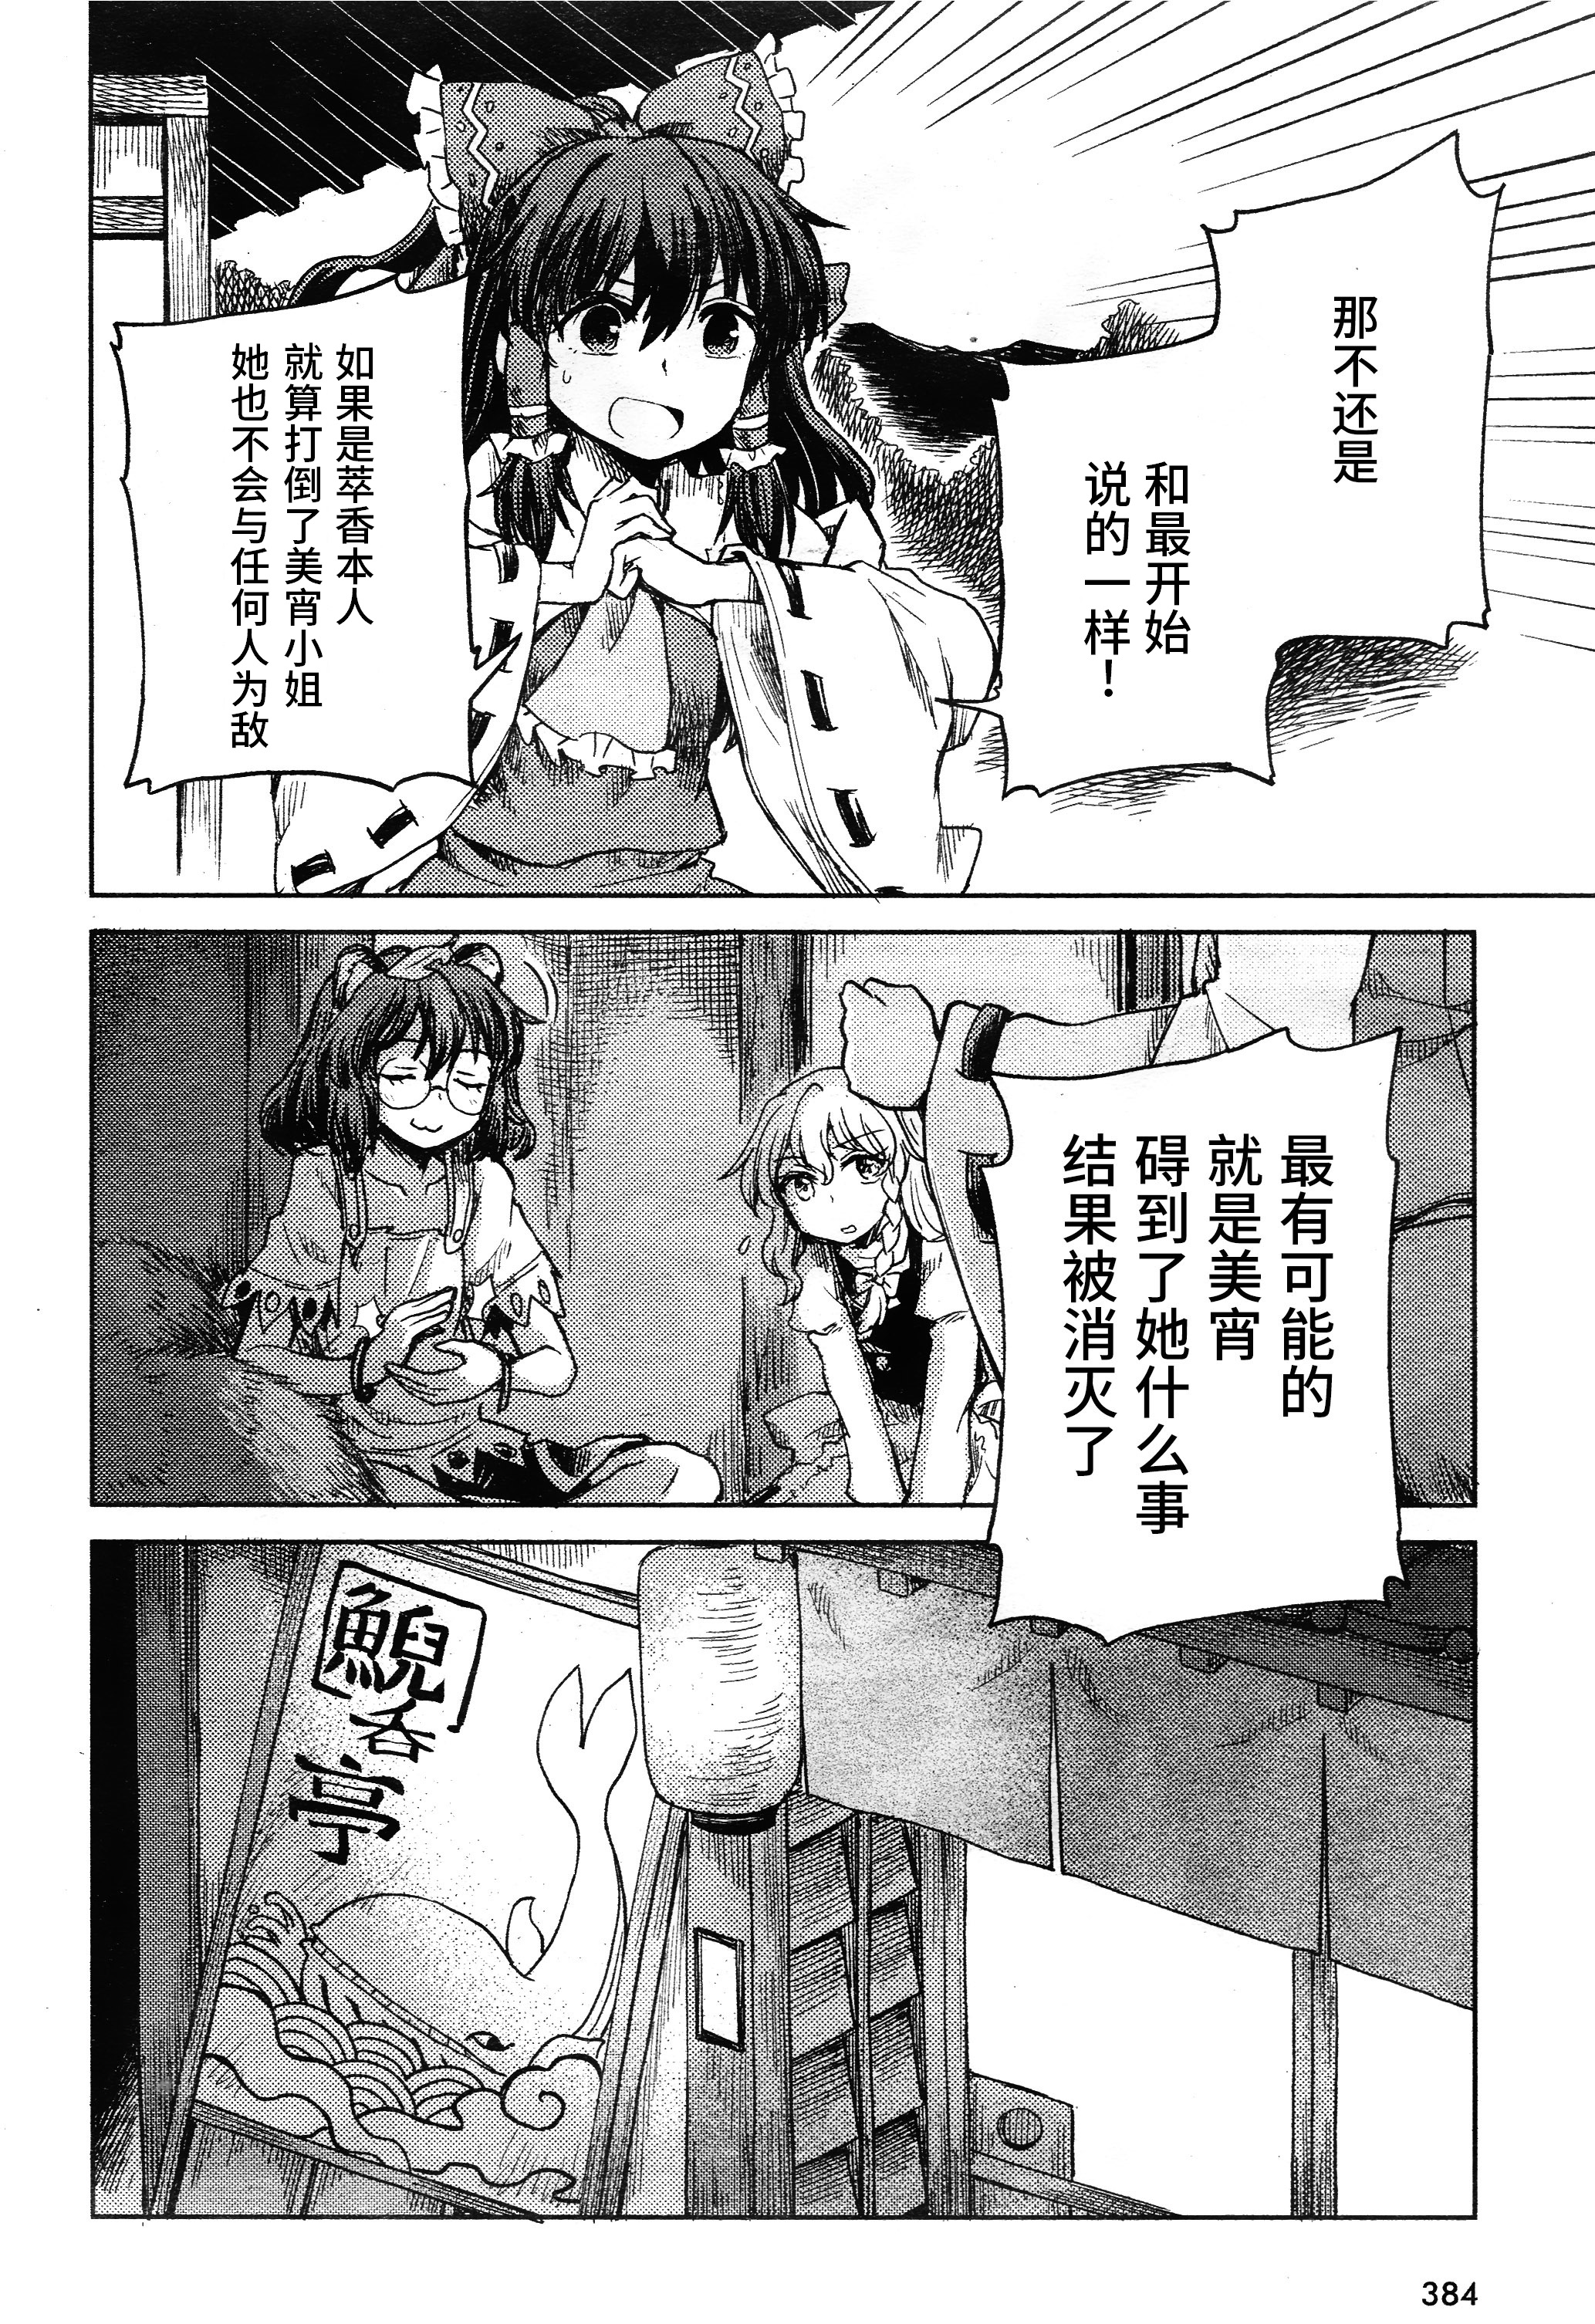 那不还是
和最开始
说的一样！
如果是萃香本人
就算打倒了美宵小姐
她也不会与任何人为敌
最有可能的
就是美宵
碍到了她什么事
结果被消灭了
鯢呑亭
384